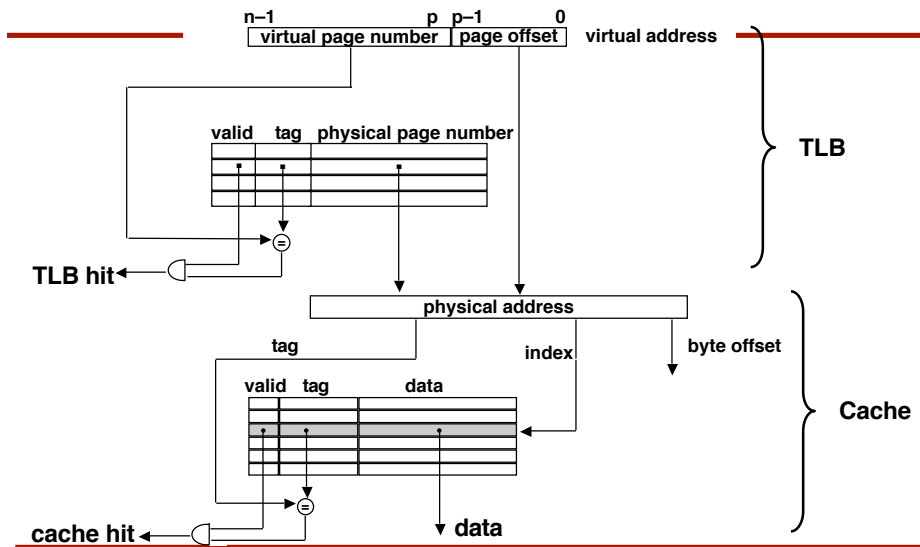 n–1 p p–1 0
virtual page number page offset virtual address
valid tag physical page number
TLB
=
TLB hit
physical address
tag index byte offset
valid tag data
Cache
=
cache hit data